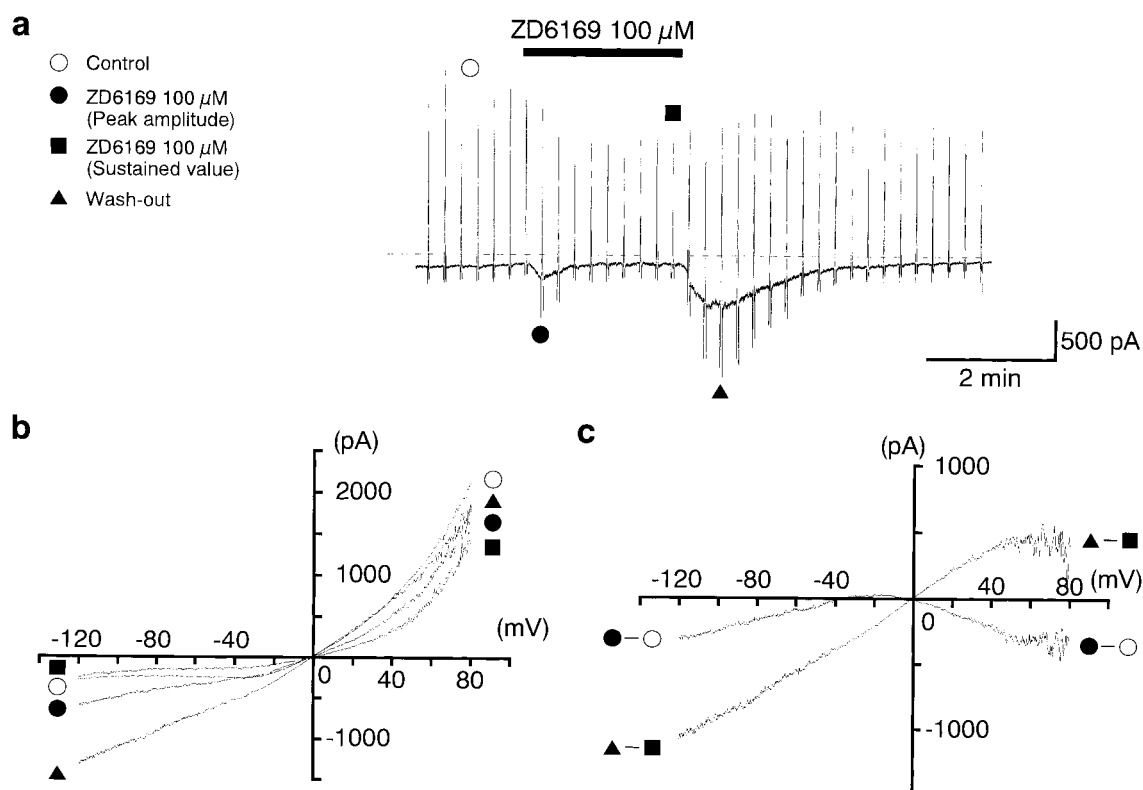 a
ZD6169 100 µM
Control
ZD6169 100 µM
(Peak amplitude)
ZD6169 100 µM
(Sustained value)
Wash-out
500 pA
2 min
b
(pA)
2000
1000
-120 -80 -40
(mV)
0 40 80
-1000
c
(pA)
1000
-120 -80 -40
40 80 (mV)
0
-1000